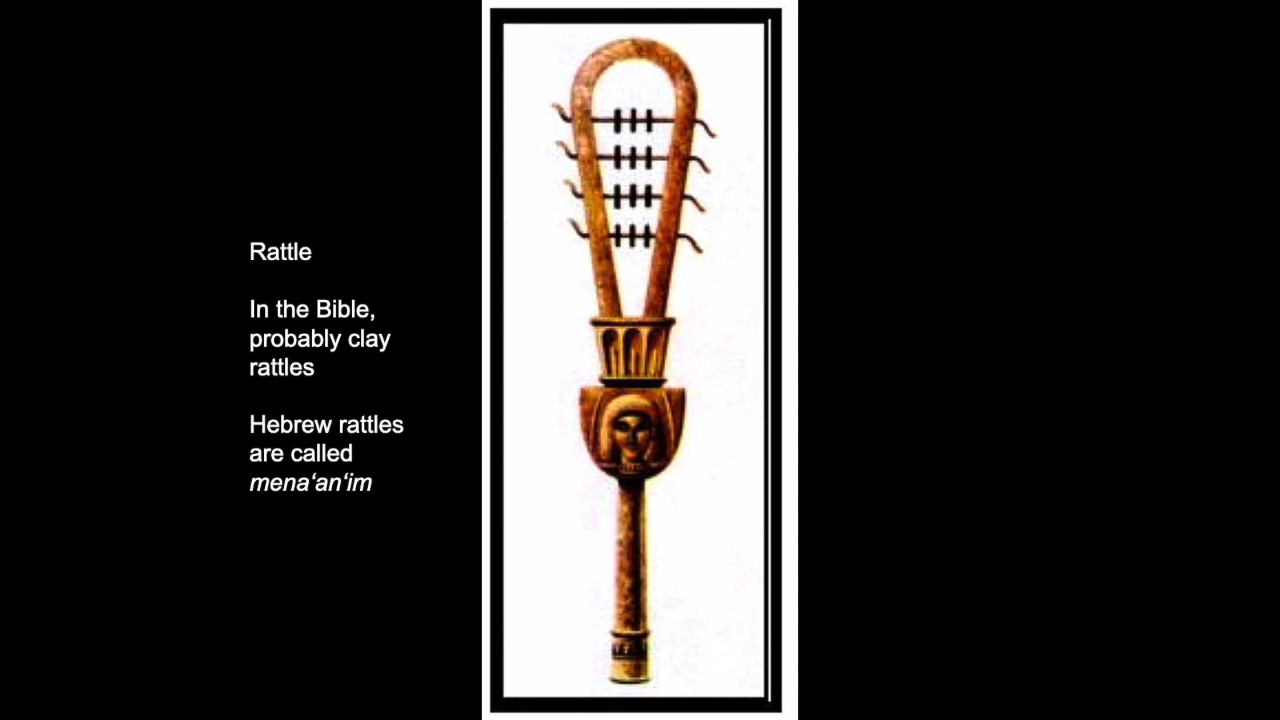 Rattle
In the Bible,
probably clay
rattles
Hebrew rattles
are called
mena‘an‘im